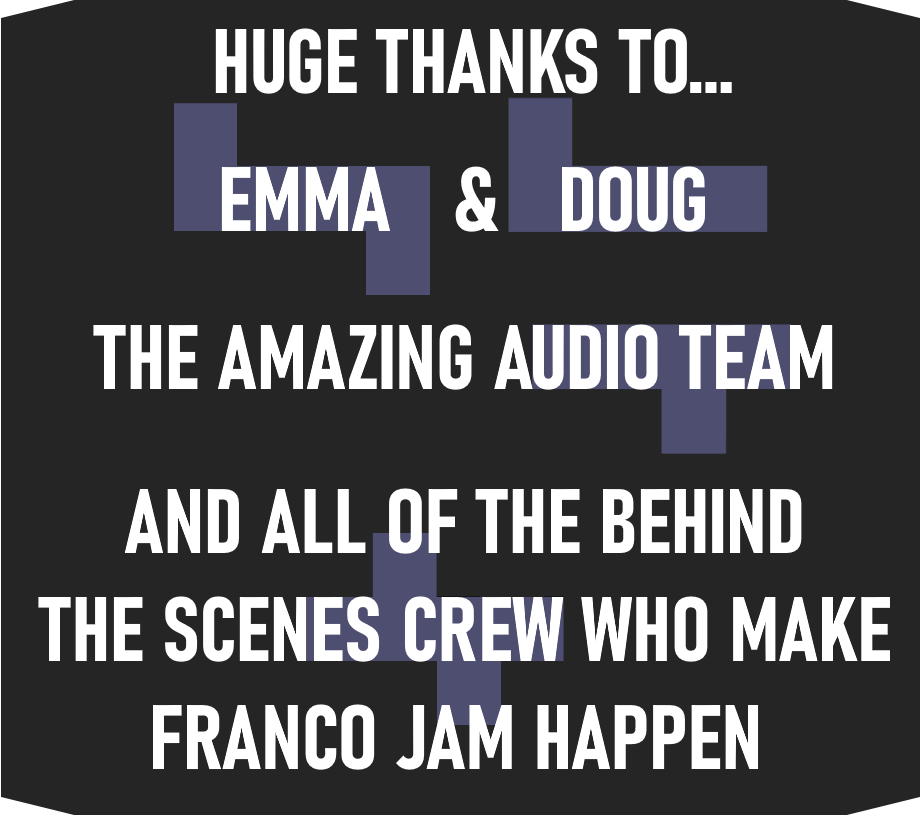 HUGE THANKS TO...
EMMA & DOUG
THE AMAZING AUDIO TEAM
AND ALL OF THE BEHIND
THE SCENES CREW WHO MAKE
FRANCO JAM HAPPEN